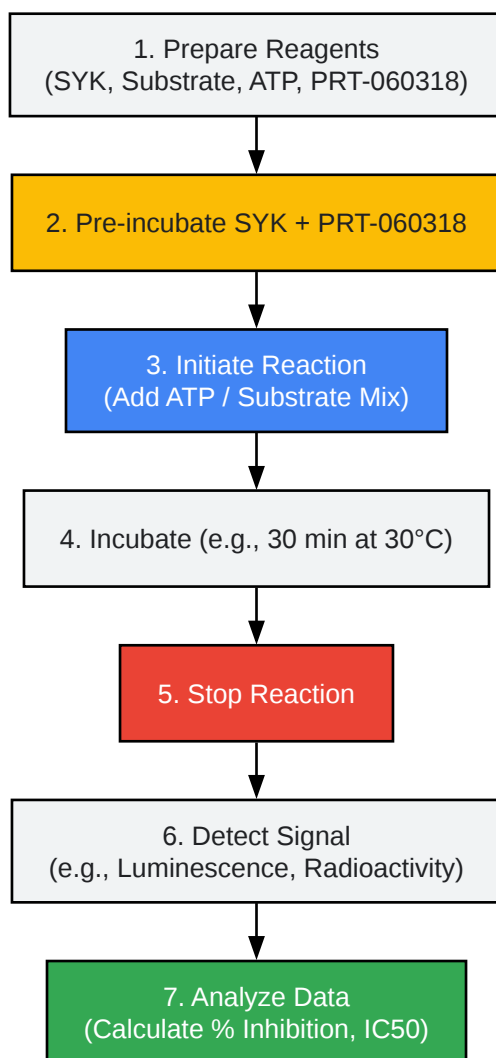 1. Prepare Reagents
(SYK, Substrate, ATP, PRT-060318)
2. Pre-incubate SYK + PRT-060318
3. Initiate Reaction
(Add ATP / Substrate Mix)
4. Incubate (e.g., 30 min at 30°C)
5. Stop Reaction
6. Detect Signal
(e.g., Luminescence, Radioactivity)
7. Analyze Data
(Calculate % Inhibition, IC50)